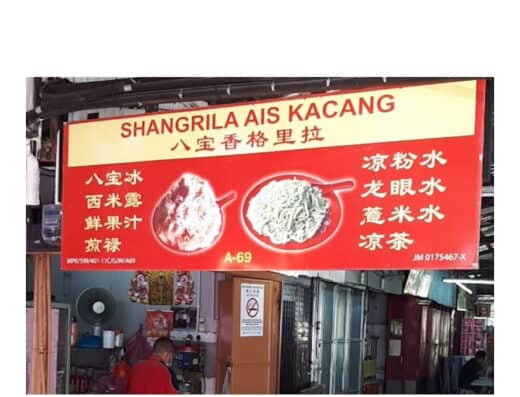 SHANGRILA AIS KACANG
八宝香格里拉
八宝冰
西米露
鲜果汁
煎禄
凉粉水
龙眼水
薏米水
凉茶
A-69
JM 0175467-X